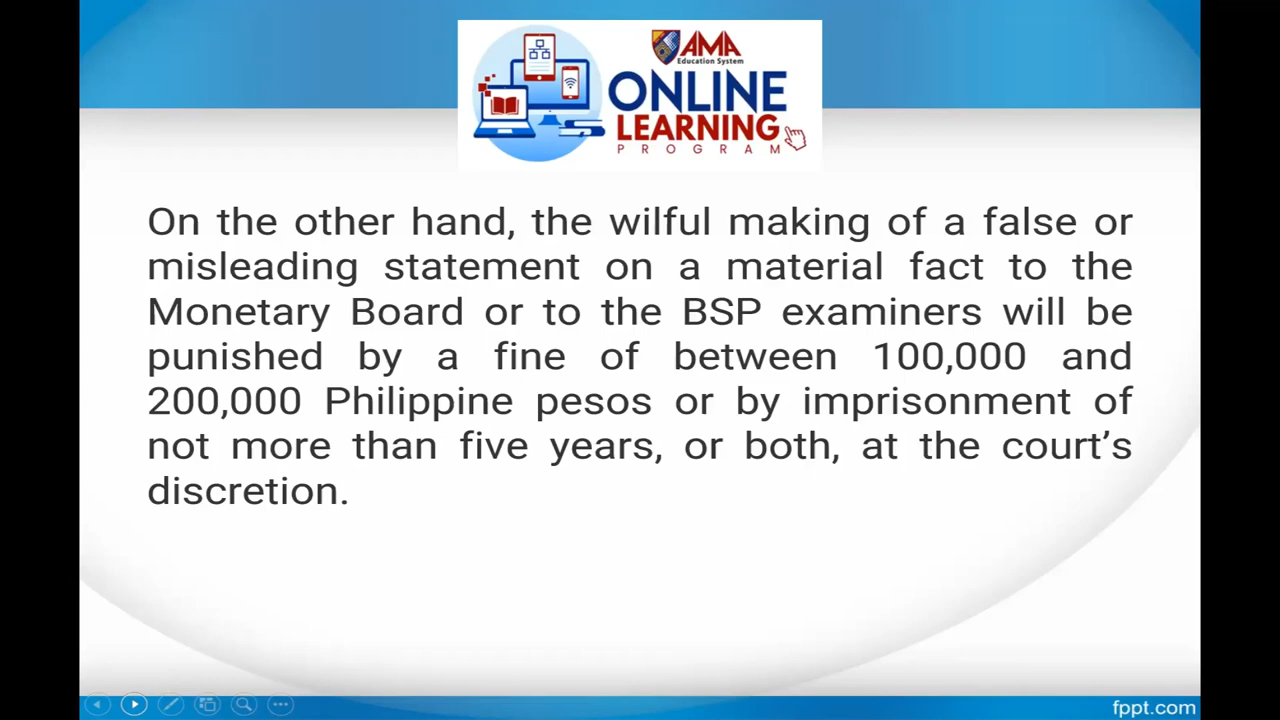 AMA
Education System
ONLINE
LEARNING
PROGRAM
On the other hand, the wilful making of a false or
misleading statement on a material fact to the
Monetary Board or to the BSP examiners will be
punished by a fine of between 100,000 and
200,000 Philippine pesos or by imprisonment of
not more than five years, or both, at the court’s
discretion.
fppt.com